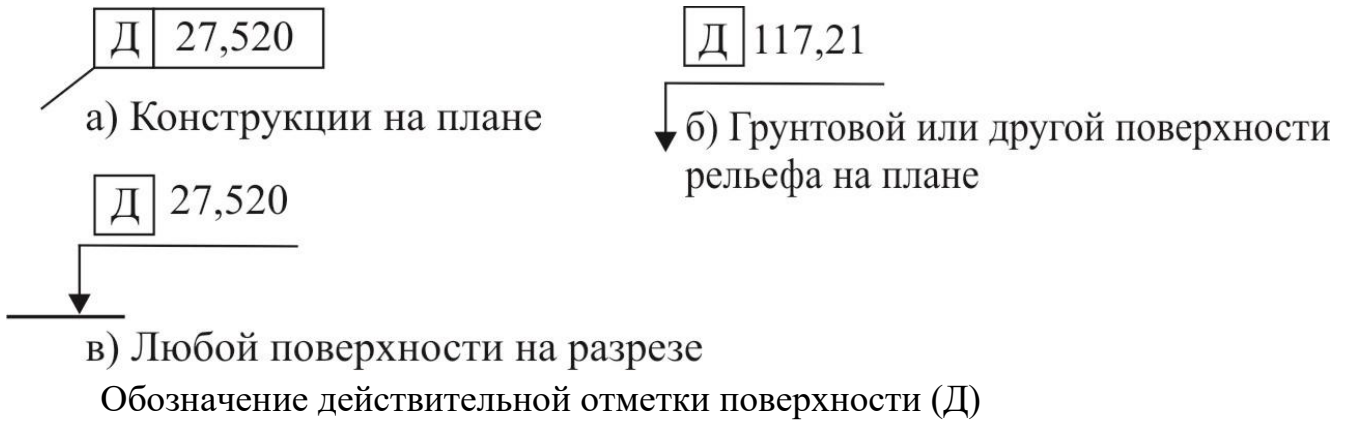 Д 27,520
а) Конструкции на плане
Д 117,21
б) Грунтовой или другой поверхности
рельефа на плане
Д 27,520
в) Любой поверхности на разрезе
Обозначение действительной отметки поверхности (Д)